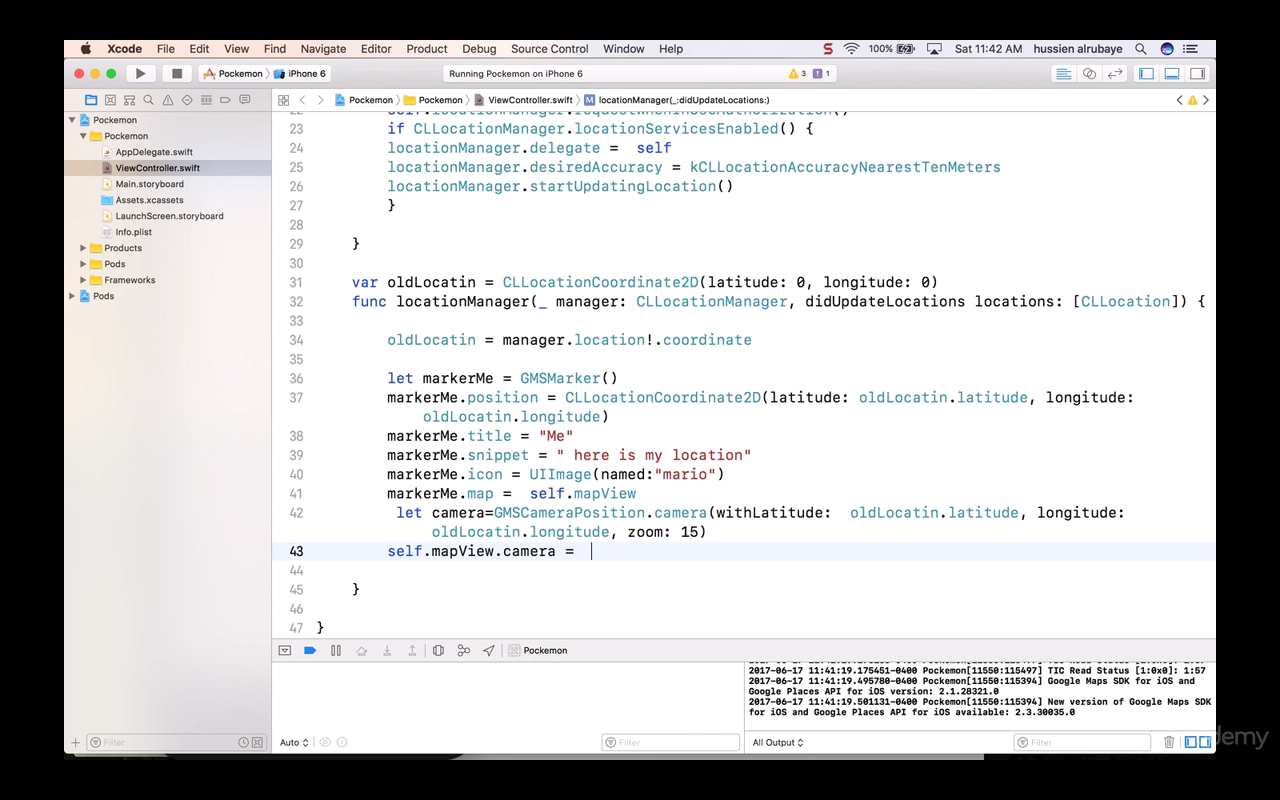 Xcode File Edit View Find Navigate Editor Product Debug Source Control Window Help S 100% Sat 11:42 AM hussien alrubaye
Pockemon iPhone 6 Running Pockemon on iPhone 6 3 1
Pockemon Pockemon ViewController.swift M locationManager(_:didUpdateLocations:)
Pockemon
Pockemon
AppDelegate.swift
ViewController.swift
Main.storyboard
Assets.xcassets
LaunchScreen.storyboard
Info.plist
Products
Pods
Frameworks
Pods
Filter
22 self.locationManager.requestWhenInUseAuthorization()
23 if CLLocationManager.locationServicesEnabled() {
24 locationManager.delegate = self
25 locationManager.desiredAccuracy = kCLLocationAccuracyNearestTenMeters
26 locationManager.startUpdatingLocation()
27 }
28
29 }
30
31 var oldLocatin = CLLocationCoordinate2D(latitude: 0, longitude: 0)
32 func locationManager(_ manager: CLLocationManager, didUpdateLocations locations: [CLLocation]) {
33
34 oldLocatin = manager.location!.coordinate
35
36 let markerMe = GMSMarker()
37 markerMe.position = CLLocationCoordinate2D(latitude: oldLocatin.latitude, longitude:
oldLocatin.longitude)
38 markerMe.title = "Me"
39 markerMe.snippet = " here is my location"
40 markerMe.icon = UIImage(named:"mario")
41 markerMe.map = self.mapView
42 let camera=GMSCameraPosition.camera(withLatitude: oldLocatin.latitude, longitude:
oldLocatin.longitude, zoom: 15)
43 self.mapView.camera =
44
45 }
46
47 }
Pockemon
2017-06-17 11:41:19.175451-0400 Pockemon[11550:115497] TIC Read Status [1:0x0]: 1:57
2017-06-17 11:41:19.495780-0400 Pockemon[11550:115394] Google Maps SDK for iOS and
Google Places API for iOS version: 2.1.28321.0
2017-06-17 11:41:19.501131-0400 Pockemon[11550:115394] New version of Google Maps SDK
for iOS and Google Places API for iOS available: 2.3.30035.0
Auto Filter All Output Filter
demy